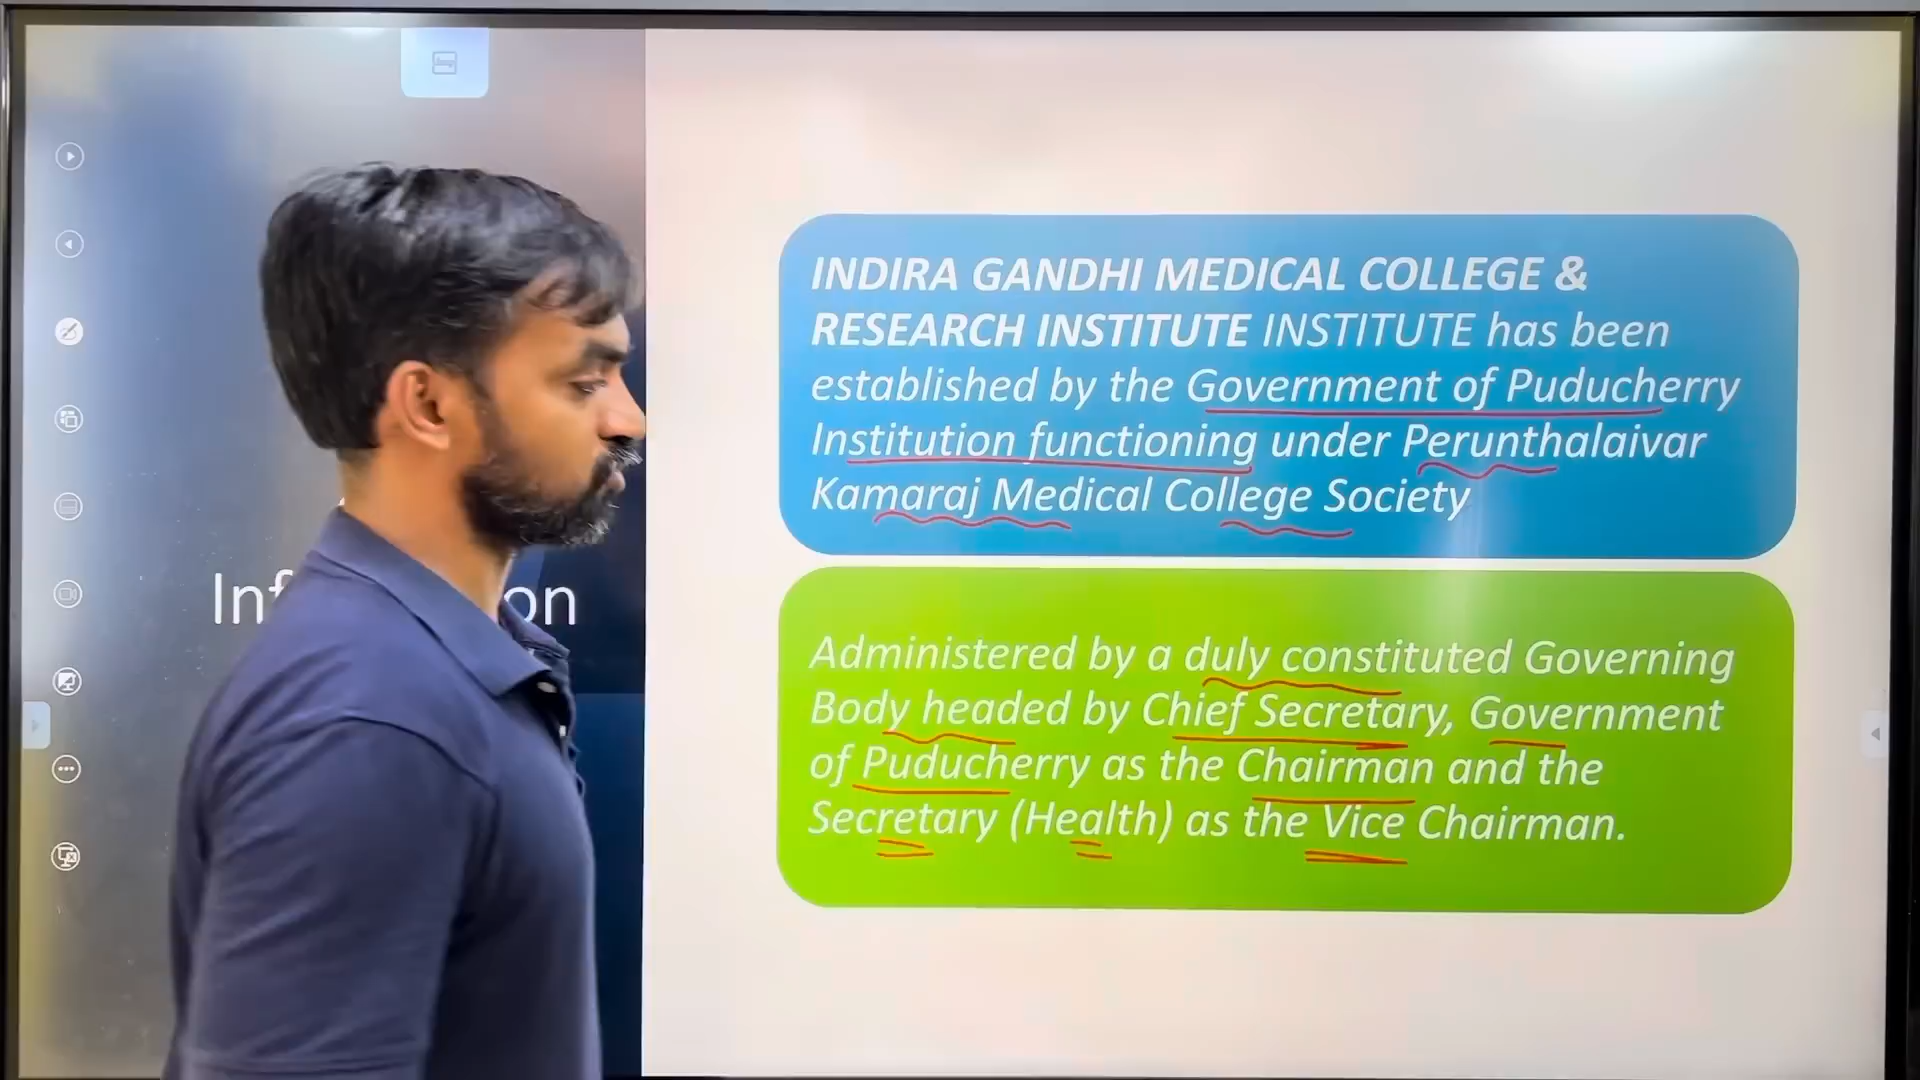 INDIRA GANDHI MEDICAL COLLEGE &
RESEARCH INSTITUTE INSTITUTE has been
established by the Government of Puducherry
Institution functioning under Perunthalaivar
Kamaraj Medical College Society
Administered by a duly constituted Governing
Body headed by Chief Secretary, Government
of Puducherry as the Chairman and the
Secretary (Health) as the Vice Chairman.